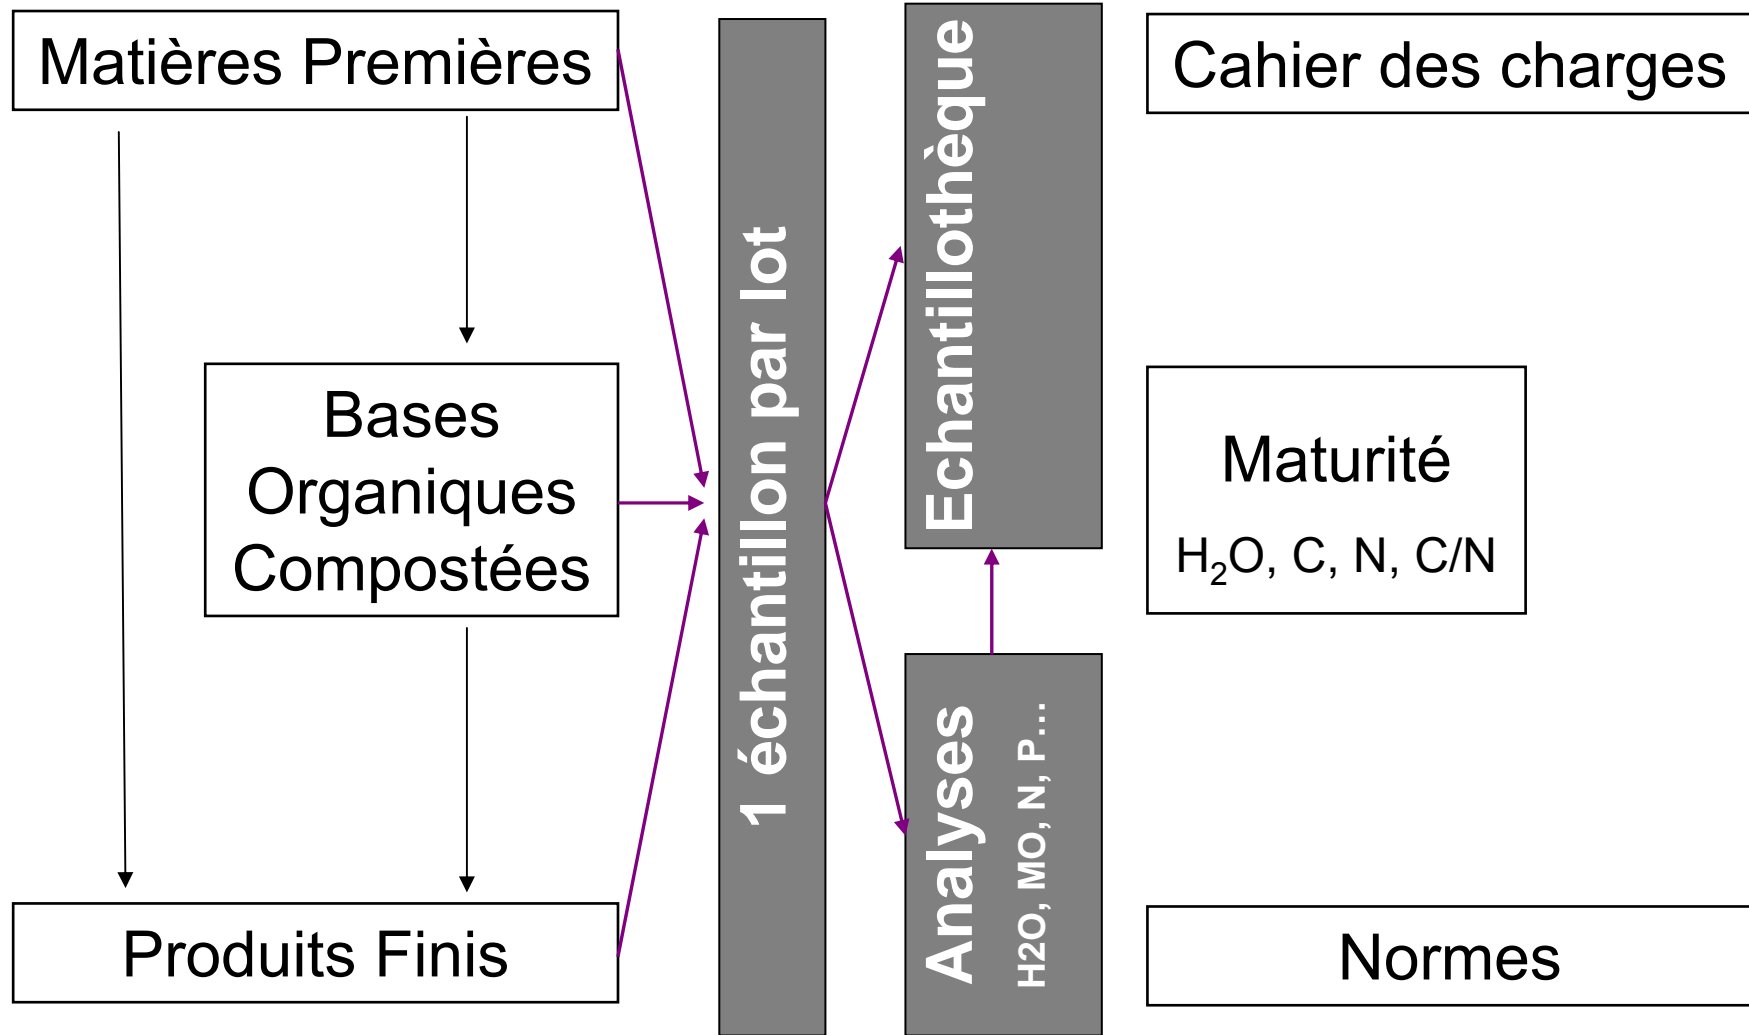 Matières Premières
Bases
Organiques
Compostées
Produits Finis
1 échantillon par lot
Echantillothèque
Analyses
H2O, MO, N, P...
Cahier des charges
Maturité
H₂O, C, N, C/N
Normes